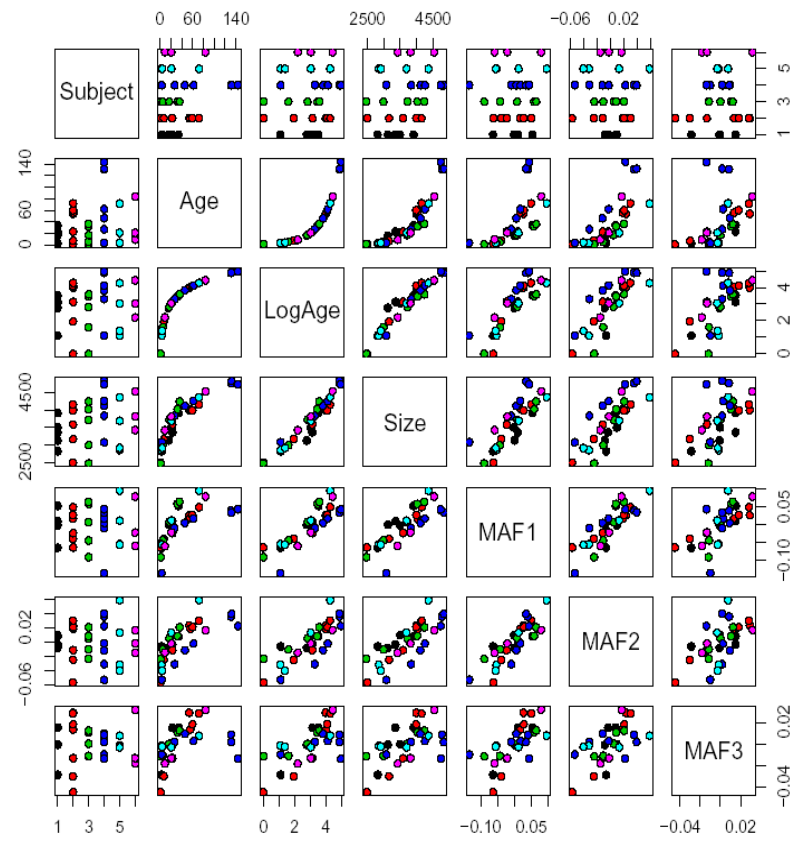 0 60 140 2500 4500 −0.06 0.02
Subject 1 3 5
0 60 140 Age
LogAge 0 2 4
2500 4500 Size
MAF1 −0.10 0.05
−0.06 0.02 MAF2
MAF3 −0.04 0.02
1 3 5 0 2 4 −0.10 0.05 −0.04 0.02